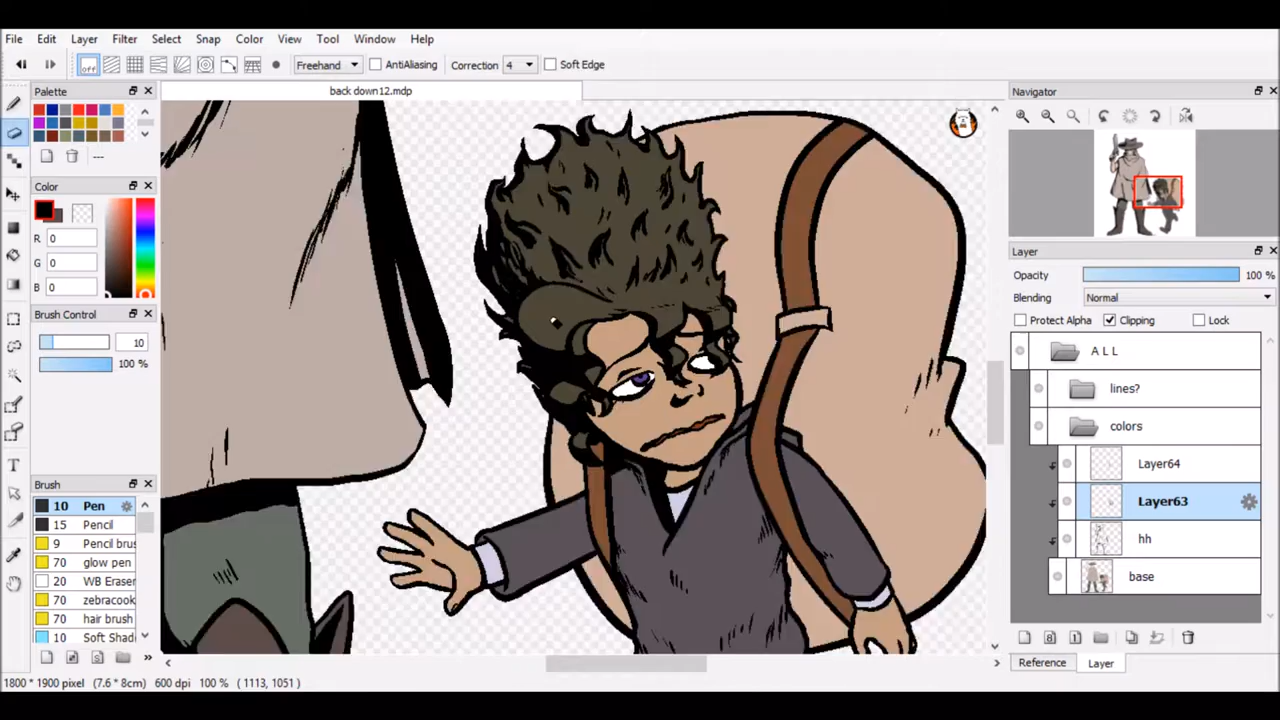 File Edit Layer Filter Select Snap Color View Tool Window Help
off Freehand AntiAliasing Correction 4 Soft Edge
Palette
back down12.mdp
Navigator
---
Color
R 0
G 0
B 0
Brush Control
10
100 %
Layer
Opacity 100 %
Blending Normal
Protect Alpha Clipping Lock
A L L
lines?
colors
Layer64
Layer63
hh
base
Brush
10 Pen
15 Pencil
9 Pencil brus
70 glow pen
20 WB Eraser
70 zebracook
70 hair brush
10 Soft Shad
Reference Layer
1800 * 1900 pixel (7.6 * 8cm) 600 dpi 100 % ( 1113, 1051 )